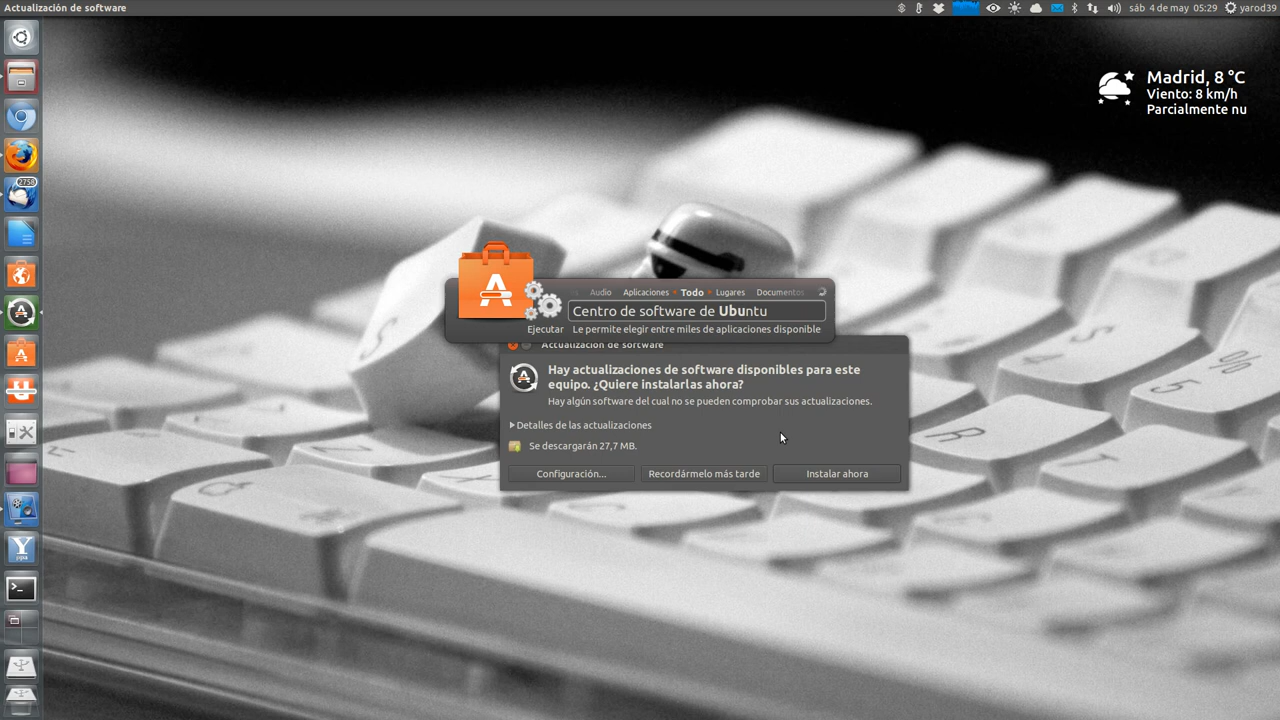 Actualización de software
sáb 4 de may 05:29
yarod39
Madrid, 8 °C
Viento: 8 km/h
Parcialmente nu
2758
Audio Aplicaciones Todo Lugares Documentos
Centro de software de Ubuntu
Ejecutar Le permite elegir entre miles de aplicaciones disponible
Actualización de software
Hay actualizaciones de software disponibles para este
equipo. ¿Quiere instalarlas ahora?
Hay algún software del cual no se pueden comprobar sus actualizaciones.
Detalles de las actualizaciones
Se descargarán 27,7 MB.
Configuración... Recordármelo más tarde Instalar ahora
S
4
%
5
R
Z
Y
ppa